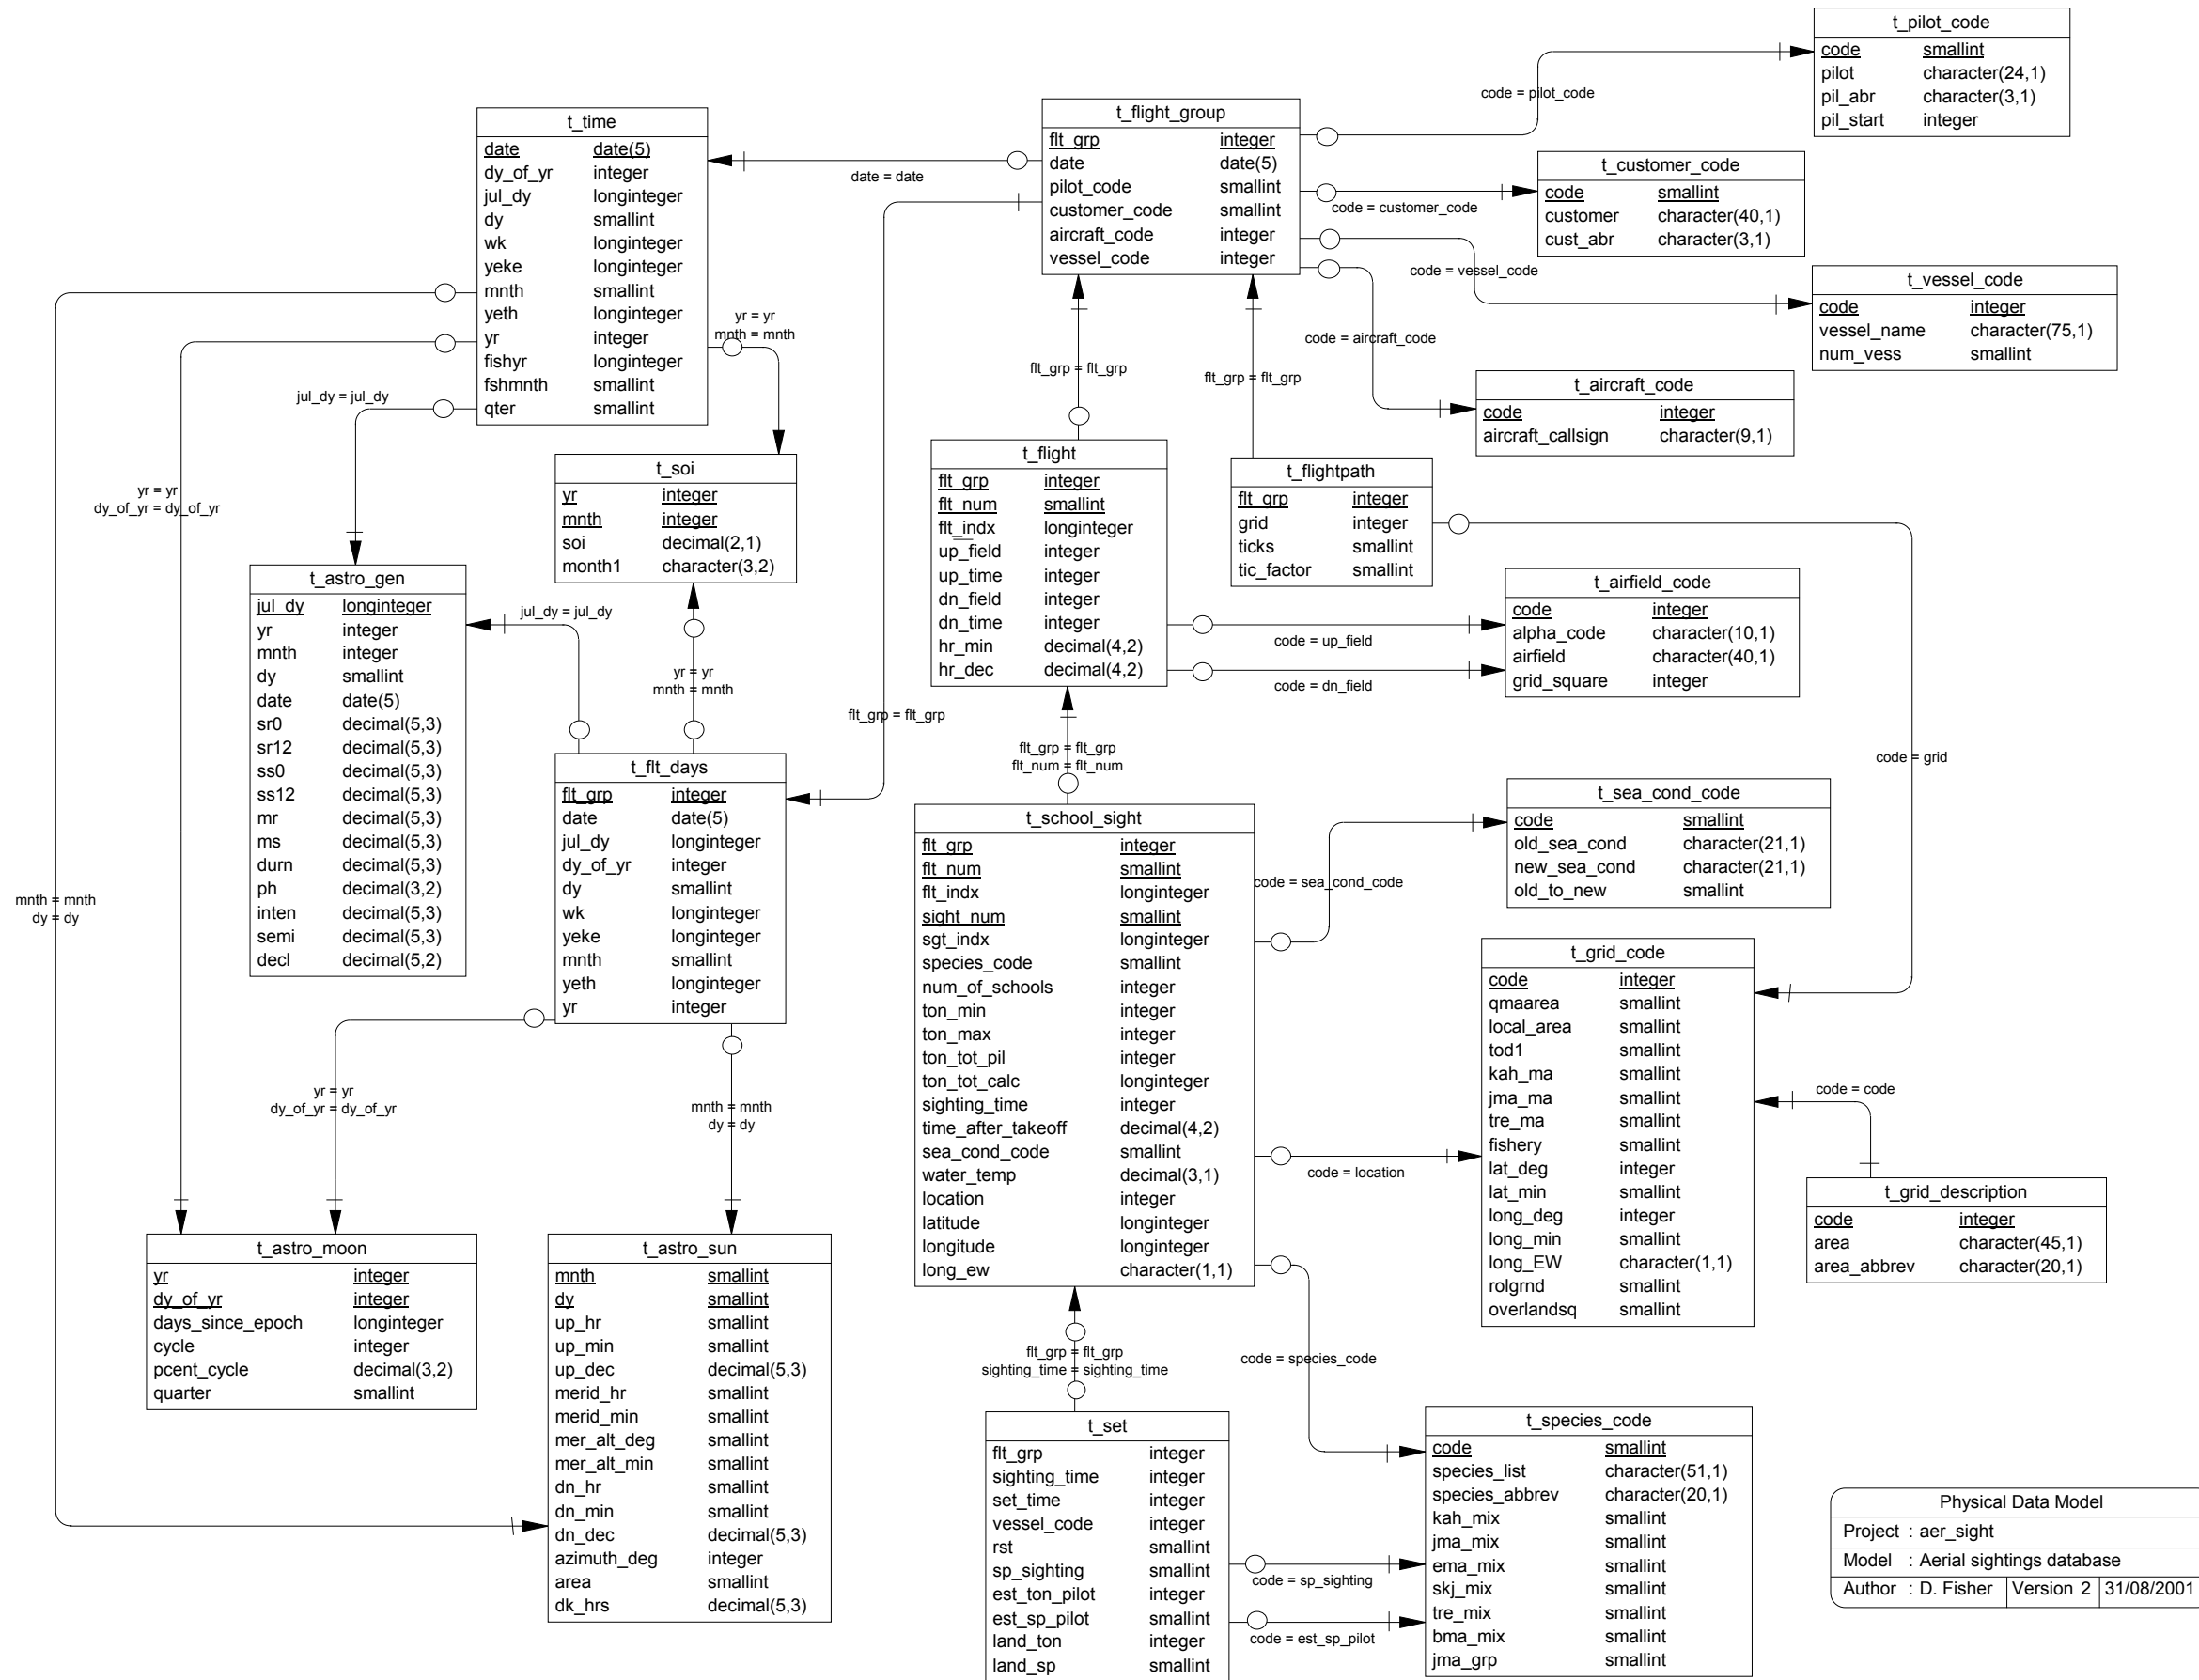 t_pilot_code
code smallint
pilot character(24,1)
pil_abr character(3,1)
pil_start integer
code = pilot_code
t_time
date date(5)
dy_of_yr integer
jul_dy longinteger
dy smallint
wk longinteger
yeke longinteger
mnth smallint
yeth longinteger
yr integer
fishyr longinteger
fshmnth smallint
qter smallint
t_flight_group
flt_grp integer
date date(5)
pilot_code smallint
customer_code smallint
aircraft_code integer
vessel_code integer
date = date
t_customer_code
code smallint
customer character(40,1)
cust_abr character(3,1)
code = customer_code
code = vessel_code
t_vessel_code
code integer
vessel_name character(75,1)
num_vess smallint
yr = yr
mnth = mnth
code = aircraft_code
t_aircraft_code
code integer
aircraft_callsign character(9,1)
flt_grp = flt_grp
flt_grp = flt_grp
jul_dy = jul_dy
t_soi
yr integer
mnth integer
soi decimal(2,1)
month1 character(3,2)
t_flight
flt_grp integer
flt_num smallint
flt_indx longinteger
up_field integer
up_time integer
dn_field integer
dn_time integer
hr_min decimal(4,2)
hr_dec decimal(4,2)
t_flightpath
flt_grp integer
grid integer
ticks smallint
tic_factor smallint
yr = yr
dy_of_yr = dy_of_yr
t_astro_gen
jul_dy longinteger
yr integer
mnth integer
dy smallint
date date(5)
sr0 decimal(5,3)
sr12 decimal(5,3)
ss0 decimal(5,3)
ss12 decimal(5,3)
mr decimal(5,3)
ms decimal(5,3)
durn decimal(5,3)
ph decimal(3,2)
inten decimal(5,3)
semi decimal(5,3)
decl decimal(5,2)
jul_dy = jul_dy
t_airfield_code
code integer
alpha_code character(10,1)
airfield character(40,1)
grid_square integer
code = up_field
code = dn_field
yr = yr
mnth = mnth
flt_grp = flt_grp
flt_grp = flt_grp
flt_num = flt_num
code = grid
t_flt_days
flt_grp integer
date date(5)
jul_dy longinteger
dy_of_yr integer
dy smallint
wk longinteger
yeke longinteger
mnth smallint
yeth longinteger
yr integer
t_school_sight
flt_grp integer
flt_num smallint
flt_indx longinteger
sight_num smallint
sgt_indx longinteger
species_code smallint
num_of_schools integer
ton_min integer
ton_max integer
ton_tot_pil integer
ton_tot_calc longinteger
sighting_time integer
time_after_takeoff decimal(4,2)
sea_cond_code smallint
water_temp decimal(3,1)
location integer
latitude longinteger
longitude longinteger
long_ew character(1,1)
t_sea_cond_code
code smallint
old_sea_cond character(21,1)
new_sea_cond character(21,1)
old_to_new smallint
code = sea_cond_code
mnth = mnth
dy = dy
t_grid_code
code integer
qmaarea smallint
local_area smallint
tod1 smallint
kah_ma smallint
jma_ma smallint
tre_ma smallint
fishery smallint
lat_deg integer
lat_min smallint
long_deg integer
long_min smallint
long_EW character(1,1)
rolgrnd smallint
overlandsq smallint
code = code
code = location
t_grid_description
code integer
area character(45,1)
area_abbrev character(20,1)
yr = yr
dy_of_yr = dy_of_yr
mnth = mnth
dy = dy
t_astro_moon
yr integer
dy_of_yr integer
days_since_epoch longinteger
cycle integer
pcent_cycle decimal(3,2)
quarter smallint
t_astro_sun
mnth smallint
dy smallint
up_hr smallint
up_min smallint
up_dec decimal(5,3)
merid_hr smallint
merid_min smallint
mer_alt_deg smallint
mer_alt_min smallint
dn_hr smallint
dn_min smallint
dn_dec decimal(5,3)
azimuth_deg integer
area smallint
dk_hrs decimal(5,3)
flt_grp = flt_grp
sighting_time = sighting_time
code = species_code
t_set
flt_grp integer
sighting_time integer
set_time integer
vessel_code integer
rst smallint
sp_sighting smallint
est_ton_pilot integer
est_sp_pilot smallint
land_ton integer
land_sp smallint
code = sp_sighting
code = est_sp_pilot
t_species_code
code smallint
species_list character(51,1)
species_abbrev character(20,1)
kah_mix smallint
jma_mix smallint
ema_mix smallint
skj_mix smallint
tre_mix smallint
bma_mix smallint
jma_grp smallint
Physical Data Model
Project : aer_sight
Model : Aerial sightings database
Author : D. Fisher Version 2 31/08/2001